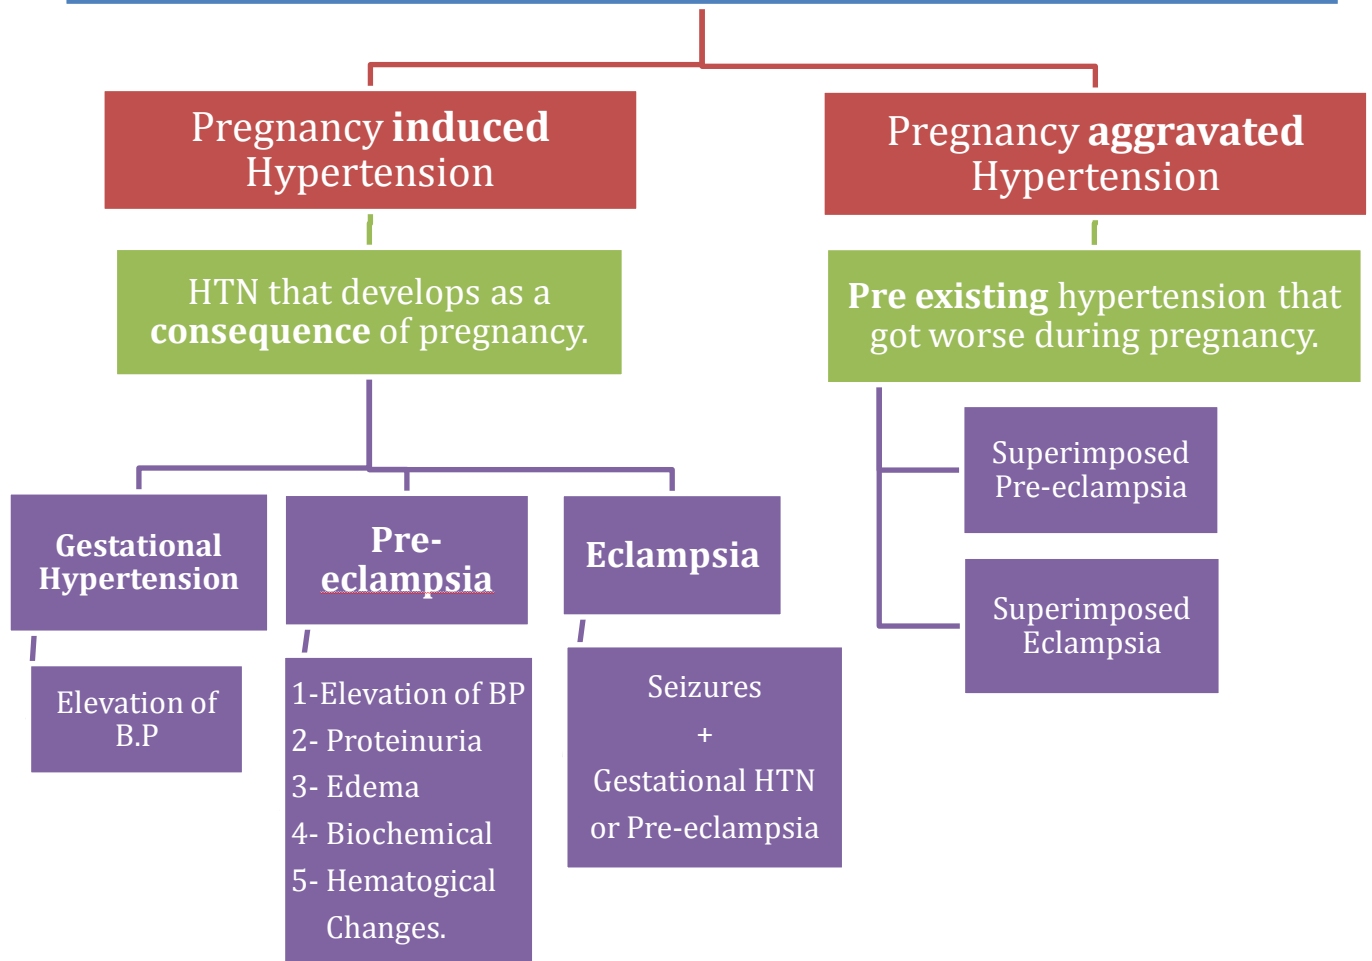 Pregnancy induced
Hypertension
Pregnancy aggravated
Hypertension
HTN that develops as a
consequence of pregnancy.
Pre existing hypertension that
got worse during pregnancy.
Gestational
Hypertension
Pre-
eclampsia
Eclampsia
Superimposed
Pre-eclampsia
Superimposed
Eclampsia
Elevation of
B.P
1-Elevation of BP
2- Proteinuria
3- Edema
4- Biochemical
5- Hematogical
Changes.
Seizures
+
Gestational HTN
or Pre-eclampsia